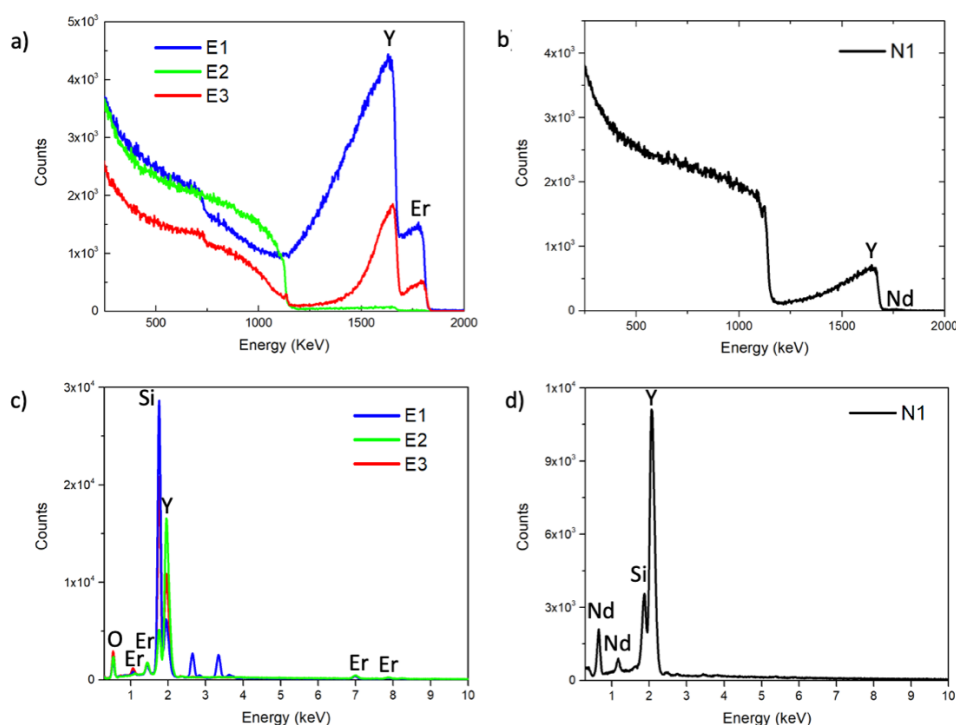 a)
5x10³
4x10³
3x10³
2x10³
1x10³
0
Counts
500 1000 1500 2000
Energy (KeV)
E1
E2
E3
Y
Er
b)
4x10³
3x10³
2x10³
1x10³
0
Counts
500 1000 1500 2000
Energy (keV)
N1
Y
Nd
c)
3x10⁴
2x10⁴
1x10⁴
0
Counts
1 2 3 4 5 6 7 8 9 10
Energy (keV)
E1
E2
E3
Si
Y
O
Er
Er
Er
Er
d)
1x10⁴
9x10³
6x10³
3x10³
0
Counts
1 2 3 4 5 6 7 8 9 10
Energy (keV)
N1
Y
Si
Nd
Nd